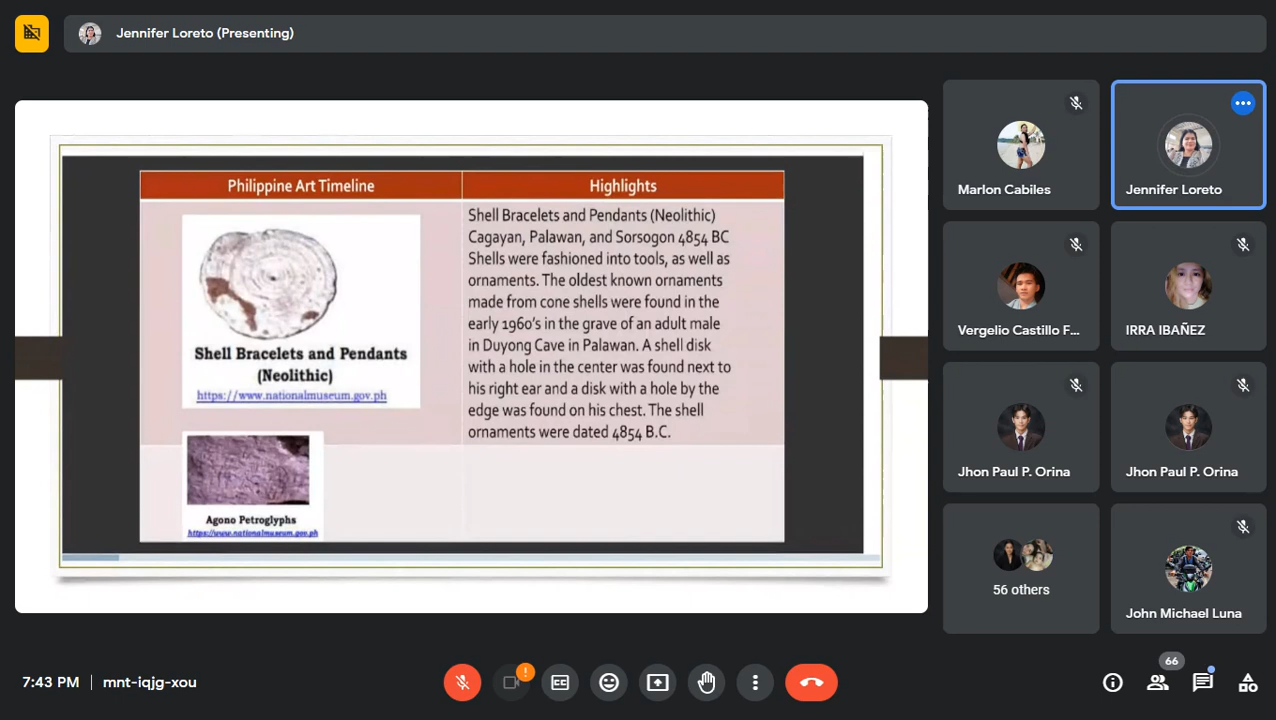 Jennifer Loreto (Presenting)
Philippine Art Timeline
Highlights
Shell Bracelets and Pendants
(Neolithic)
https://www.nationalmuseum.gov.ph
Shell Bracelets and Pendants (Neolithic)
Cagayan, Palawan, and Sorsogon 4854 BC
Shells were fashioned into tools, as well as
ornaments. The oldest known ornaments
made from cone shells were found in the
early 1960's in the grave of an adult male
in Duyong Cave in Palawan. A shell disk
with a hole in the center was found next to
his right ear and a disk with a hole by the
edge was found on his chest. The shell
ornaments were dated 4854 B.C.
Agono Petroglyphs
https://www.nationalmuseum.gov.ph
Marlon Cabiles
Jennifer Loreto
Vergelio Castillo F...
IRRA IBAÑEZ
Jhon Paul P. Orina
Jhon Paul P. Orina
56 others
John Michael Luna
7:43 PM
mnt-iqjg-xou
66